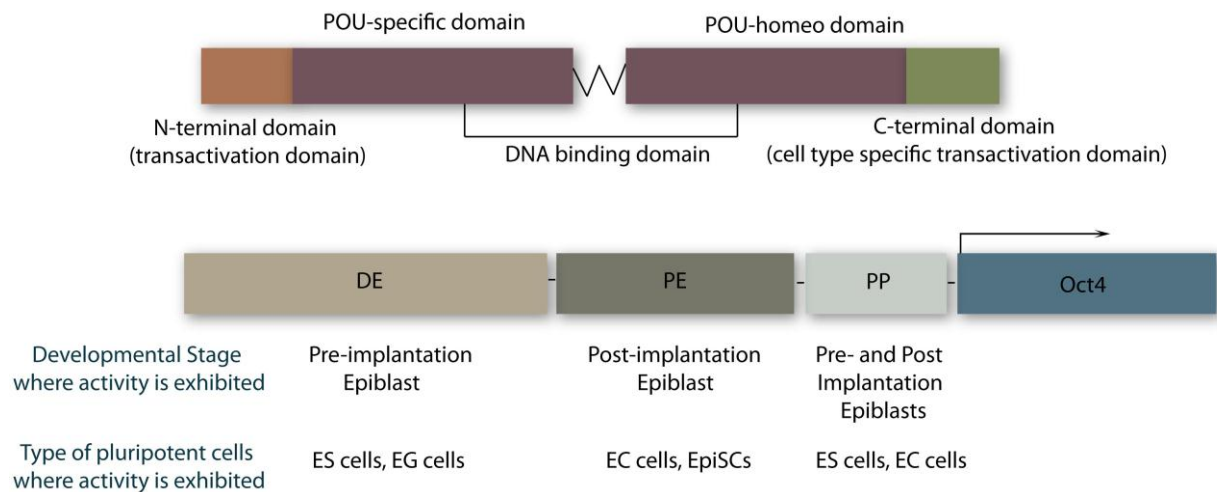 POU-specific domain
POU-homeo domain
N-terminal domain
(transactivation domain)
DNA binding domain
C-terminal domain
(cell type specific transactivation domain)
DE
PE
PP
Oct4
Developmental Stage
where activity is exhibited
Pre-implantation
Epiblast
Post-implantation
Epiblast
Pre- and Post
Implantation
Epiblasts
Type of pluripotent cells
where activity is exhibited
ES cells, EG cells
EC cells, EpiSCs
ES cells, EC cells